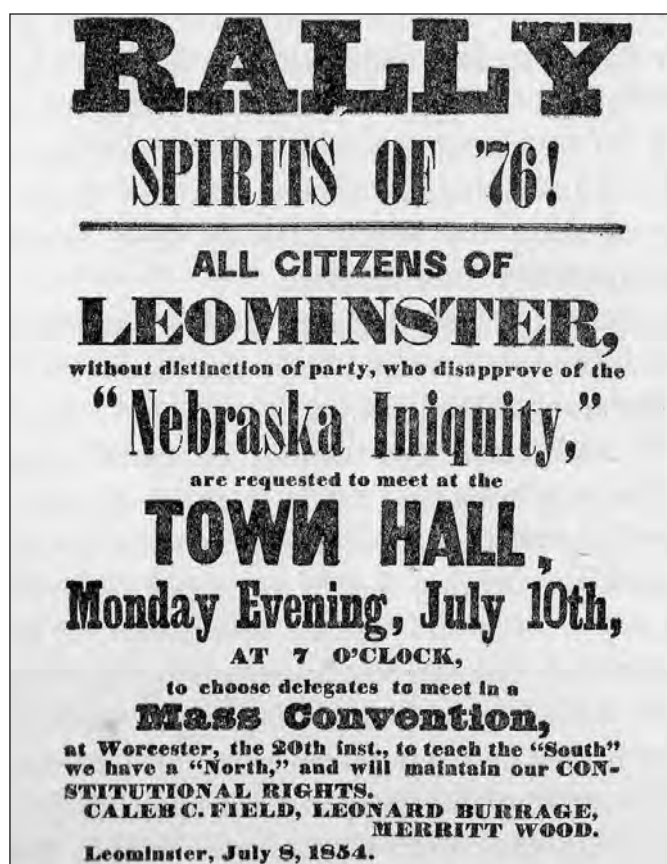 RALLY
SPIRITS OF '76!
ALL CITIZENS OF
LEOMINSTER,
without distinction of party, who disapprove of the
"Nebraska Iniquity,"
are requested to meet at the
TOWN HALL,
Monday Evening, July 10th,
AT 7 O'CLOCK,
to choose delegates to meet in a
Mass Convention,
at Worcester, the 20th inst., to teach the "South"
we have a "North," and will maintain our CON-
STITUTIONAL RIGHTS.
CALEB C. FIELD, LEONARD BURRAGE,
MERRITT WOOD.
Leominster, July 8, 1854.